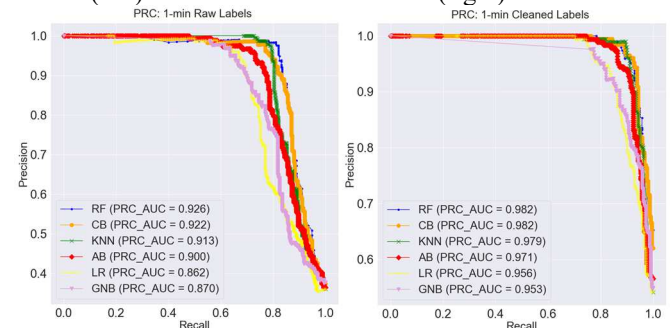 PRC: 1-min Raw Labels
1.0
0.9
0.8
0.7
0.6
0.5
0.4
Precision
RF (PRC_AUC = 0.926)
CB (PRC_AUC = 0.922)
KNN (PRC_AUC = 0.913)
AB (PRC_AUC = 0.900)
LR (PRC_AUC = 0.862)
GNB (PRC_AUC = 0.870)
0.0 0.2 0.4 0.6 0.8 1.0
Recall
PRC: 1-min Cleaned Labels
1.0
0.9
0.8
0.7
0.6
Precision
RF (PRC_AUC = 0.982)
CB (PRC_AUC = 0.982)
KNN (PRC_AUC = 0.979)
AB (PRC_AUC = 0.971)
LR (PRC_AUC = 0.956)
GNB (PRC_AUC = 0.953)
0.0 0.2 0.4 0.6 0.8 1.0
Recall